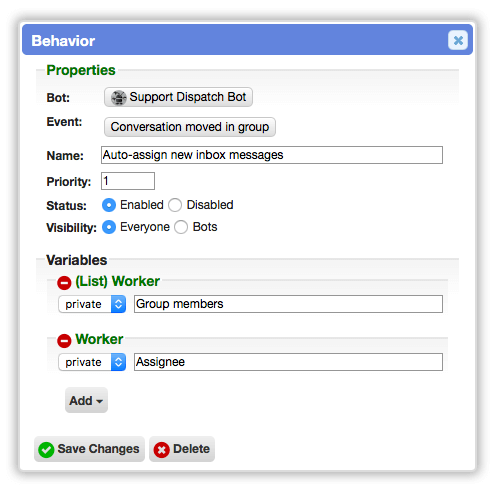 Behavior
Properties
Bot: Support Dispatch Bot
Event: Conversation moved in group
Name: Auto-assign new inbox messages
Priority: 1
Status: Enabled Disabled
Visibility: Everyone Bots
Variables
(List) Worker
private Group members
Worker
private Assignee
Add
Save Changes Delete